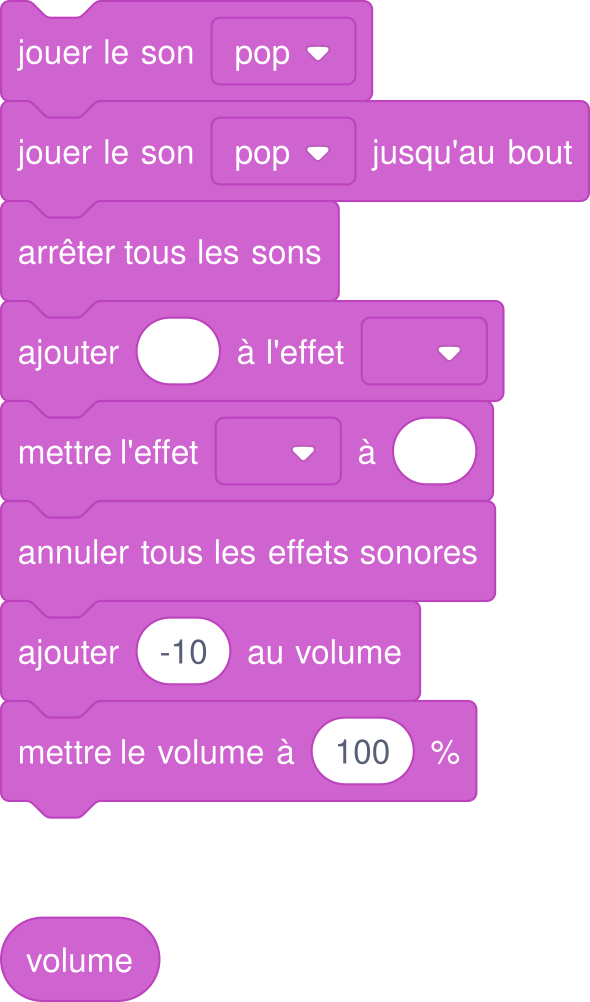 jouer le son pop
jouer le son pop jusqu'au bout
arrêter tous les sons
ajouter à l'effet
mettre l'effet à
annuler tous les effets sonores
ajouter -10 au volume
mettre le volume à 100 %
volume